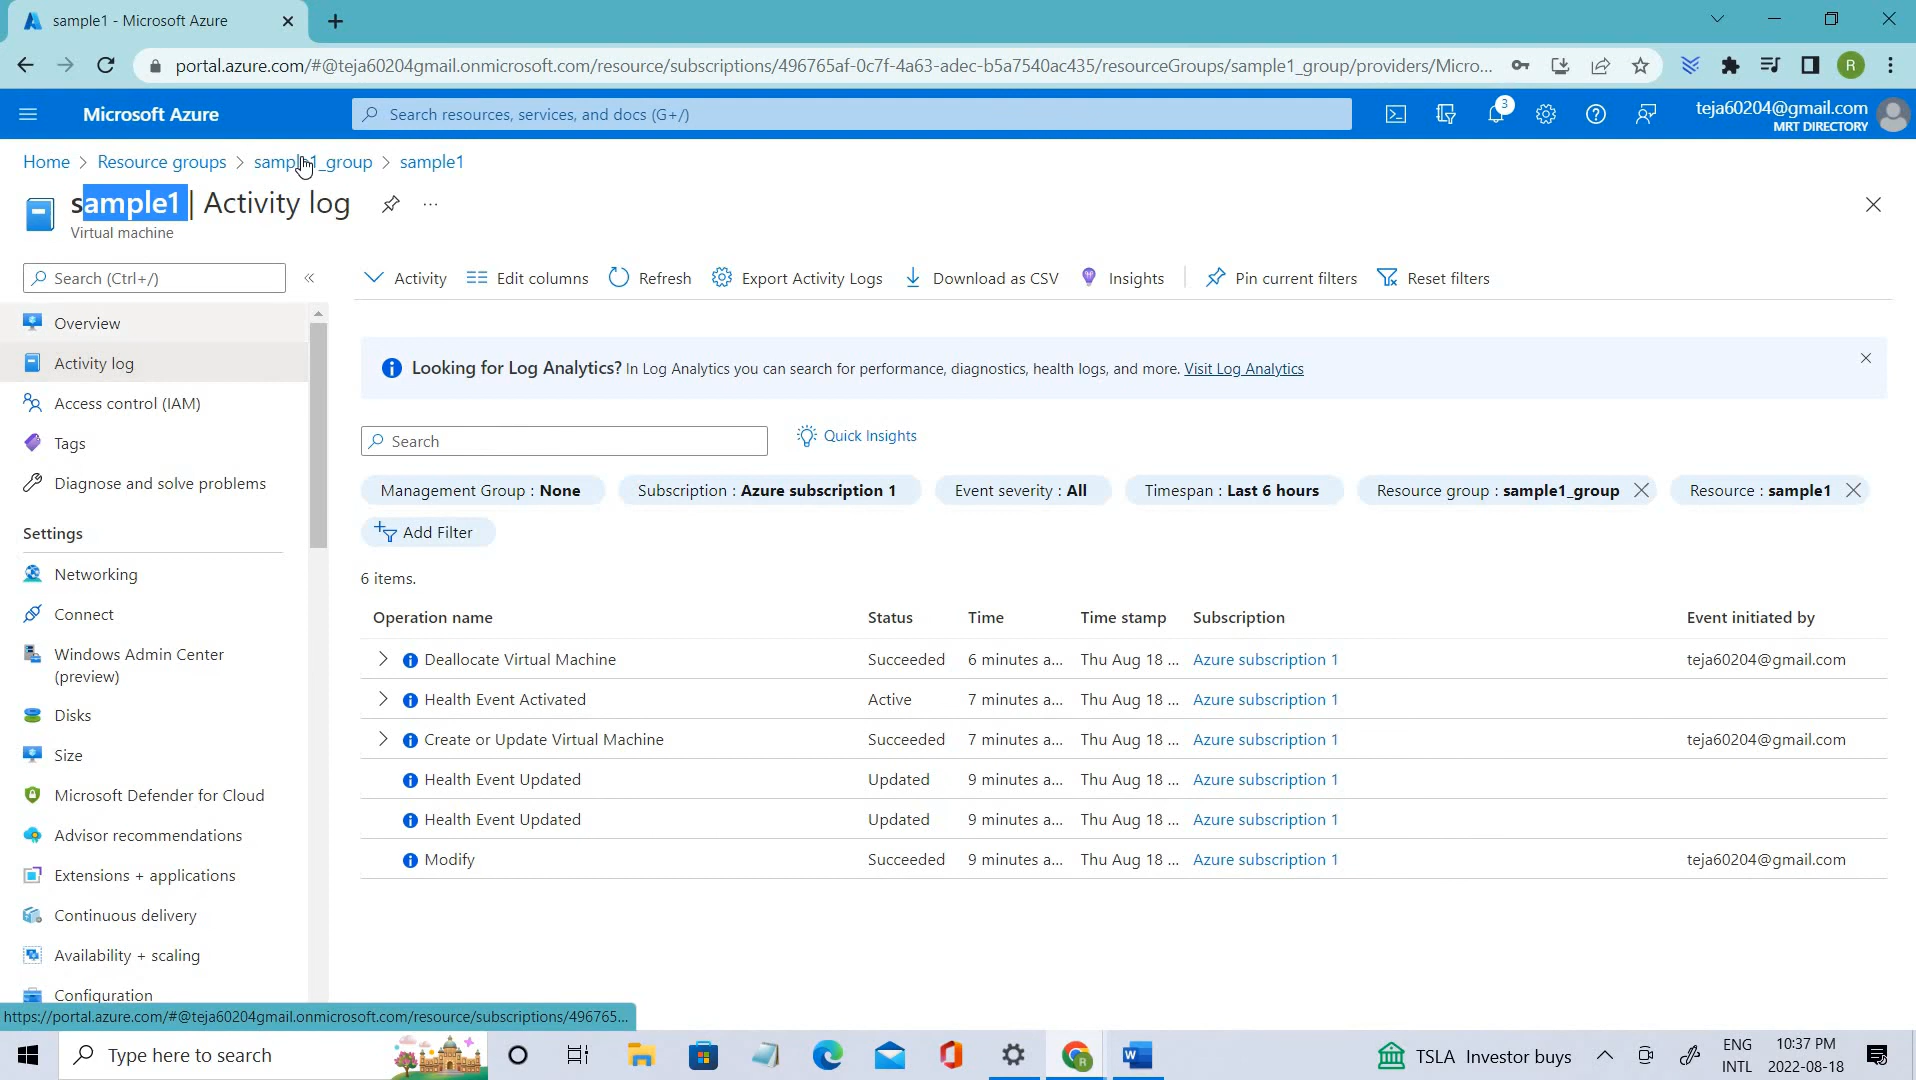 sample1 - Microsoft Azure
portal.azure.com/#@teja60204gmail.onmicrosoft.com/resource/subscriptions/496765af-0c7f-4a63-adec-b5a7540ac435/resourceGroups/sample1_group/providers/Micro...
R
Microsoft Azure
Search resources, services, and docs (G+/)
3
teja60204@gmail.com
MRT DIRECTORY
Home > Resource groups > sample1_group > sample1
sample1 | Activity log
...
Virtual machine
Search (Ctrl+/)
«
Overview
Activity log
Access control (IAM)
Tags
Diagnose and solve problems
Settings
Networking
Connect
Windows Admin Center
(preview)
Disks
Size
Microsoft Defender for Cloud
Advisor recommendations
Extensions + applications
Continuous delivery
Availability + scaling
Configuration
Activity Edit columns Refresh Export Activity Logs Download as CSV Insights Pin current filters Reset filters
Looking for Log Analytics? In Log Analytics you can search for performance, diagnostics, health logs, and more. Visit Log Analytics
Search
Quick Insights
Management Group : None Subscription : Azure subscription 1 Event severity : All Timespan : Last 6 hours Resource group : sample1_group Resource : sample1
Add Filter
6 items.
Operation name Status Time Time stamp Subscription Event initiated by
Deallocate Virtual Machine Succeeded 6 minutes a... Thu Aug 18 ... Azure subscription 1 teja60204@gmail.com
Health Event Activated Active 7 minutes a... Thu Aug 18 ... Azure subscription 1
Create or Update Virtual Machine Succeeded 7 minutes a... Thu Aug 18 ... Azure subscription 1 teja60204@gmail.com
Health Event Updated Updated 9 minutes a... Thu Aug 18 ... Azure subscription 1
Health Event Updated Updated 9 minutes a... Thu Aug 18 ... Azure subscription 1
Modify Succeeded 9 minutes a... Thu Aug 18 ... Azure subscription 1 teja60204@gmail.com
https://portal.azure.com/#@teja60204gmail.onmicrosoft.com/resource/subscriptions/496765...
Type here to search
TSLA Investor buys
ENG
INTL
10:37 PM
2022-08-18